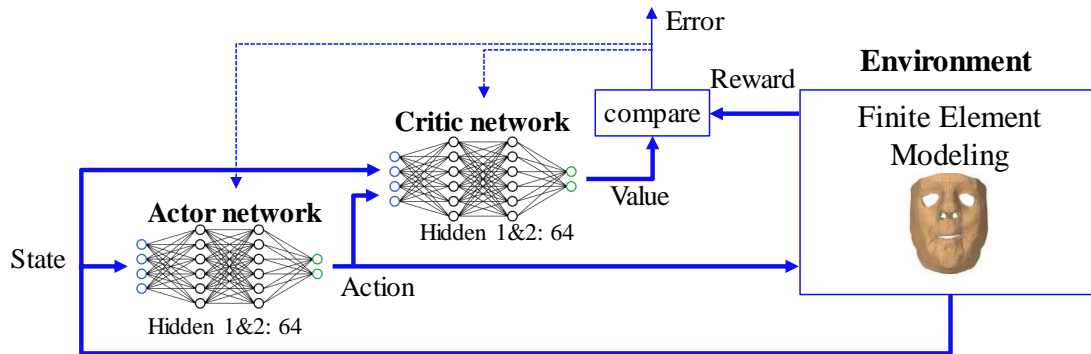 Error
Environment
Reward
compare
Finite Element
Modeling
Critic network
Value
Hidden 1&2: 64
Actor network
State
Action
Hidden 1&2: 64